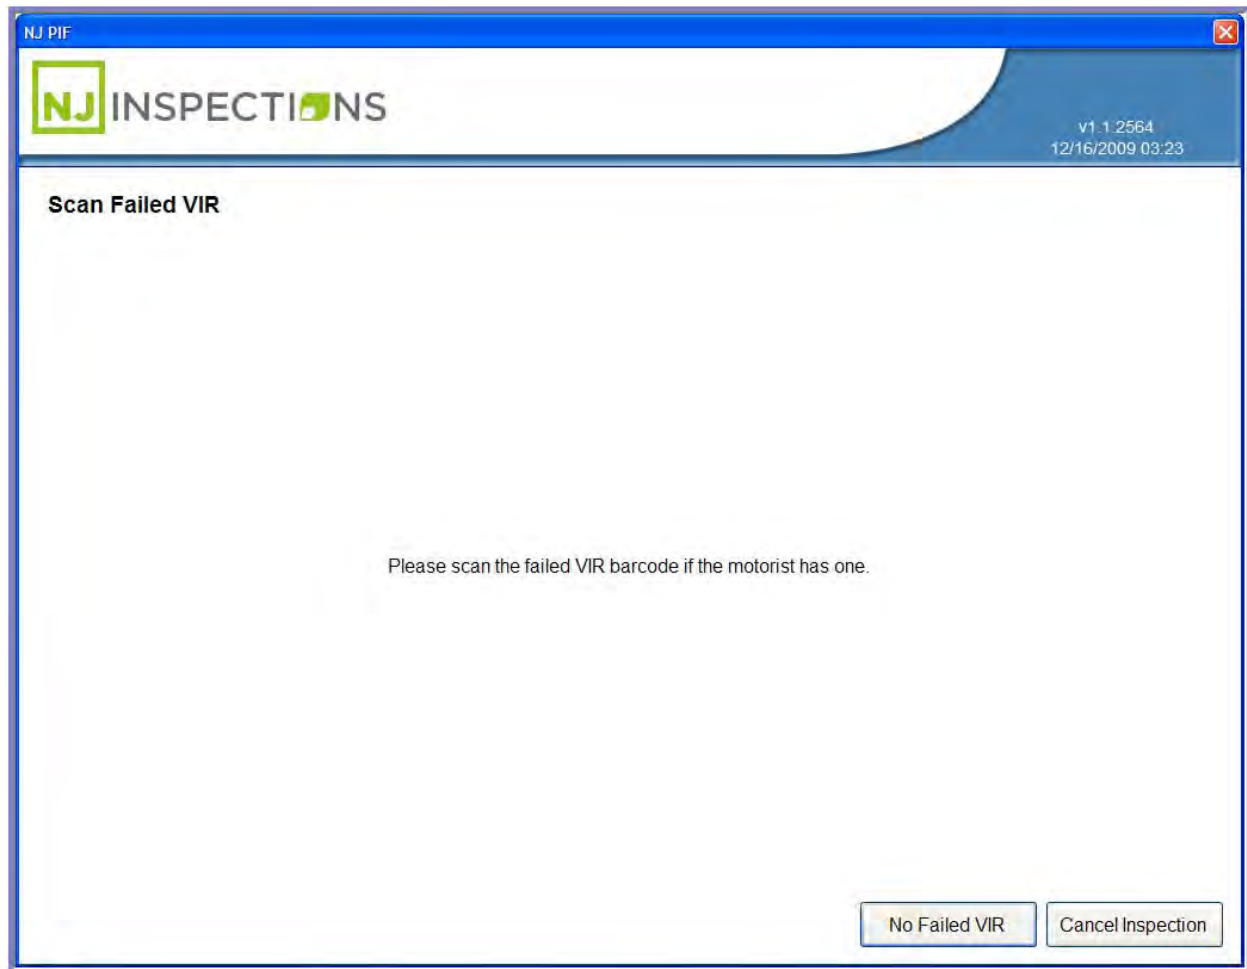 NJ PIF
NJ INSPECTIONS
v1.1.2564
12/16/2009 03:23
Scan Failed VIR
Please scan the failed VIR barcode if the motorist has one.
No Failed VIR
Cancel Inspection